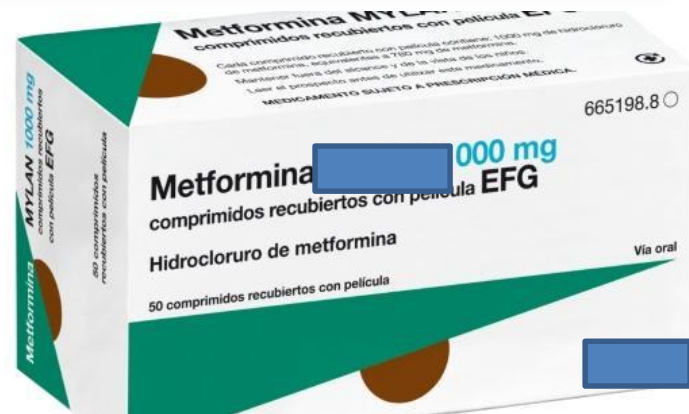 Metformina MYLAN
comprimidos recubiertos con película EFG
Cada comprimido recubierto con película contiene: 1000 mg de hidrocloruro
de metformina, equivalentes a 780 mg de metformina.
Mantener fuera del alcance y de la vista de los niños.
Leer el prospecto antes de utilizar este medicamento.
MEDICAMENTO SUJETO A PRESCRIPCIÓN MÉDICA.
665198.8
Metformina 000 mg
comprimidos recubiertos con película EFG
Hidrocloruro de metformina
50 comprimidos recubiertos con película
Vía oral
Metformina MYLAN 1000 mg
comprimidos recubiertos
con película EFG
50 comprimidos
recubiertos con película